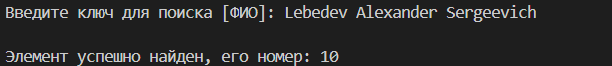 Введите ключ для поиска [ФИО]: Lebedev Alexander Sergeevich
Элемент успешно найден, его номер: 10